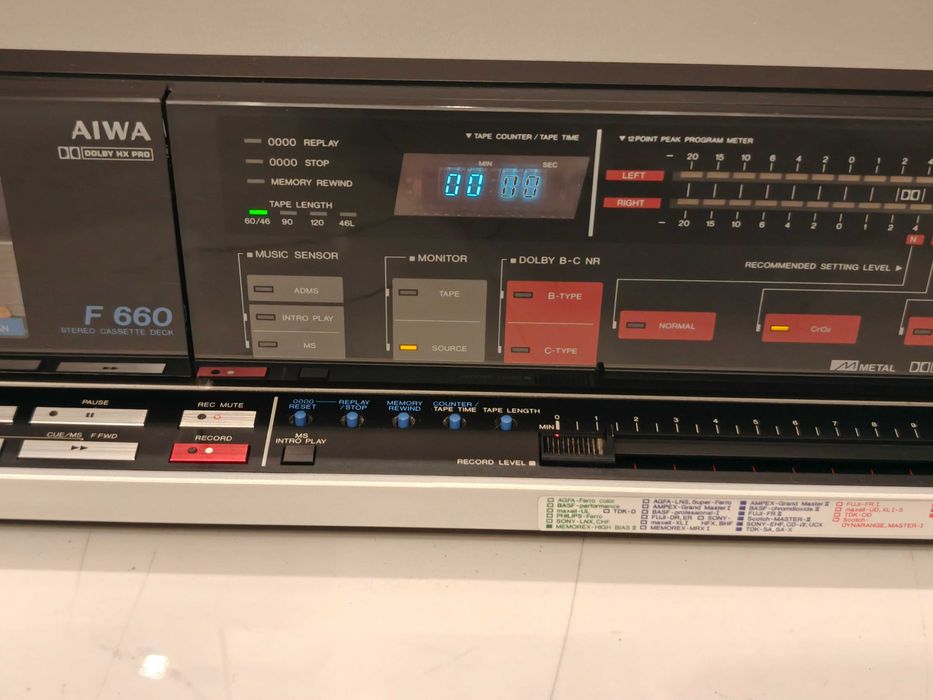 AIWA
DOLBY HX PRO
F 660
STEREO CASSETTE DECK
0000 REPLAY
0000 STOP
MEMORY REWIND
TAPE LENGTH
60/46 90 120 46L
▼ TAPE COUNTER / TAPE TIME
MIN SEC
00 00
▼ 12 POINT PEAK PROGRAM METER
− 20 15 10 6 4 2 0 1 2 4
LEFT
RIGHT
− 20 15 10 6 4 2 0 1 2 4
N
RECOMMENDED SETTING LEVEL ▶
MUSIC SENSOR
ADMS
INTRO PLAY
MS
MONITOR
TAPE
SOURCE
DOLBY B-C NR
B-TYPE
C-TYPE
NORMAL
CrO₂
METAL
PAUSE
REC MUTE
CUE/MS F.FWD
RECORD
0000 RESET
REPLAY /STOP
MEMORY REWIND
COUNTER / TAPE TIME
TAPE LENGTH
MS INTRO PLAY
MIN 0 1 2 3 4 5 6 7 8 9
RECORD LEVEL
AGFA-Ferro color
BASF-performance
maxell-UL TDK-D
PHILIPS-Ferro
SONY-LNX, CHF
MEMOREX-HIGH BIAS II
AGFA-LNS, Super-Ferro
AMPEX-Grand Master I
BASF-professional-I
FUJI-DR, ER SONY-
maxell-XLI HFX, BHF
MEMOREX-MRX I
AMPEX-Grand Master II
BASF-chromdioxide II
FUJI-FR II
Scotch-MASTER-II
SONY-EHF, CD-α, UCX
TDK-SA, SA-X
FUJI-FR I
maxell-UD, XLI-S
TDK-OD
Scotch-
DYNARANGE, MASTER-I